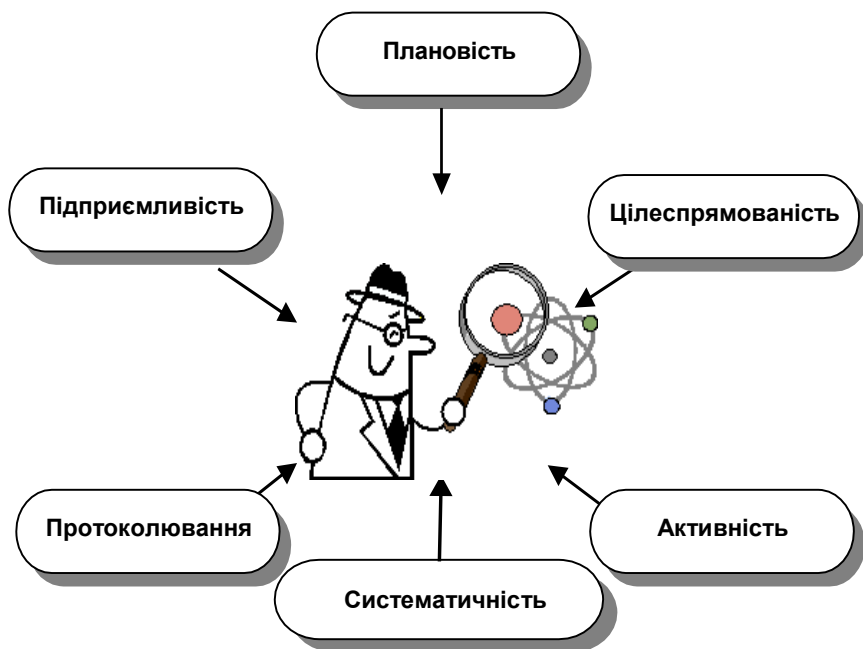 Плановість
Підприємливість
Цілеспрямованість
Протоколювання
Активність
Систематичність